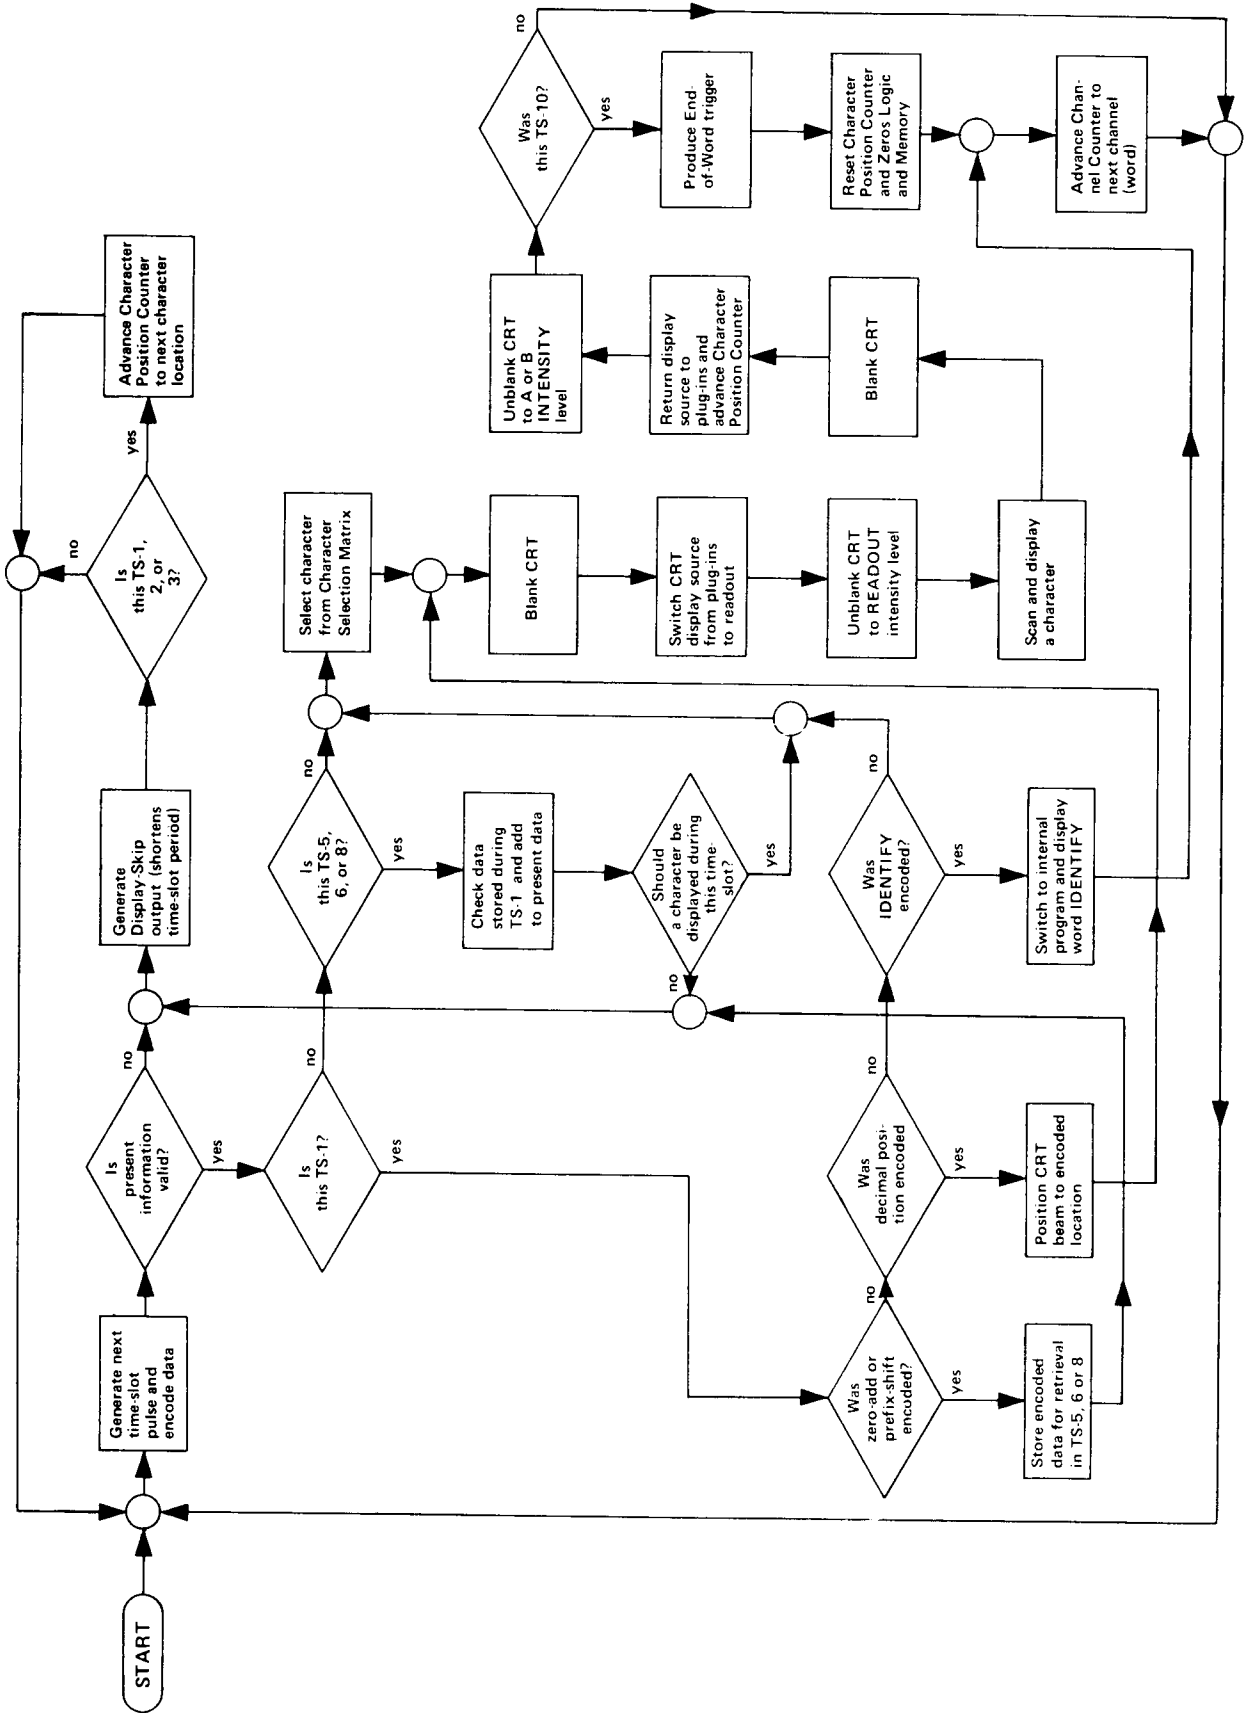 START
Generate next
time-slot
pulse and
encode data
Is
present
information
valid?
no
yes
Generate
Display-Skip
output (shortens
time-slot period)
Is
this TS-1,
2, or
3?
no
yes
Advance Character
Position Counter
to next character
location
Is
this TS-1?
no
yes
Is
this TS-5,
6, or 8?
no
yes
Select character
from Character
Selection Matrix
Check data
stored during
TS-1 and add
to present data
Should
a character be
displayed during
this time-
slot?
no
yes
Blank CRT
Switch CRT
display source
from plug-ins
to readout
Unblank CRT
to READOUT
intensity level
Scan and display
a character
Unblank CRT
to A or B
INTENSITY
level
Return display
source to
plug-ins and
advance Character
Position Counter
Blank CRT
Was
this TS-10?
no
yes
Produce End-
of-Word trigger
Reset Character
Position Counter
and Zeros Logic
and Memory
Advance Chan-
nel Counter to
next channel
(word)
Was
zero-add or
prefix-shift
encoded?
no
yes
Store encoded
data for retrieval
in TS-5, 6 or 8
Was
decimal posi-
tion encoded
no
yes
Position CRT
beam to encoded
location
Was
IDENTIFY
encoded?
no
yes
Switch to internal
program and display
word IDENTIFY